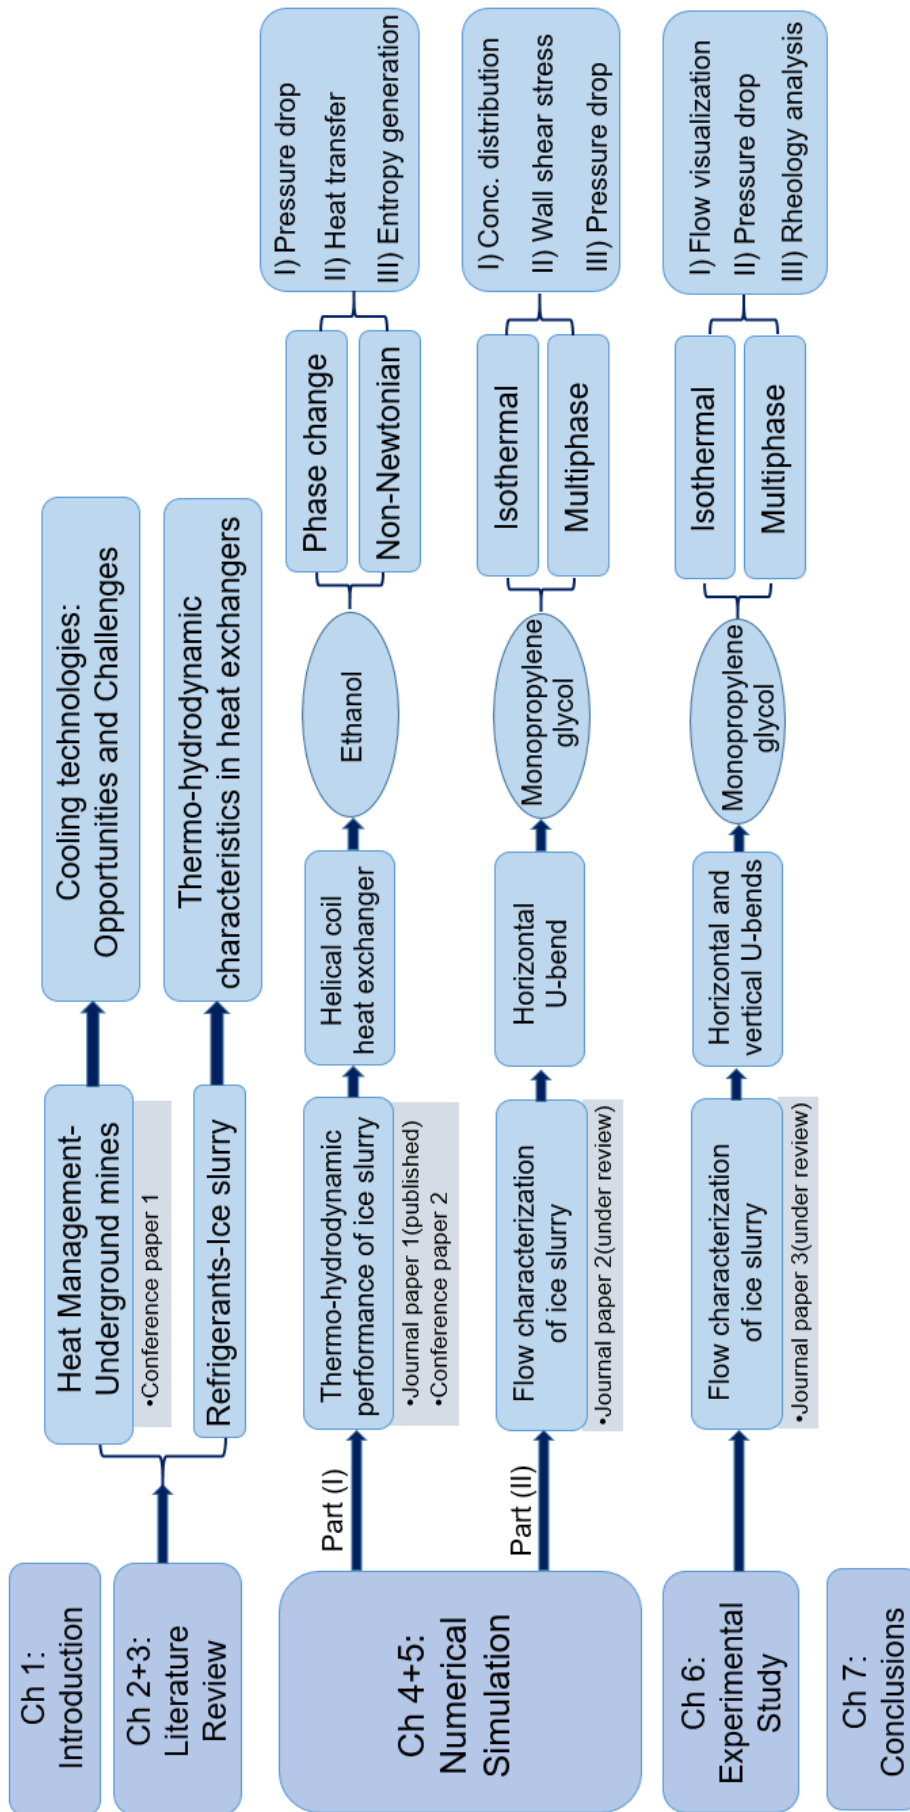 Ch 1:
Introduction
Ch 2+3:
Literature
Review
Heat Management-
Underground mines
•Conference paper 1
Cooling technologies:
Opportunities and Challenges
Refrigerants-Ice slurry
Thermo-hydrodynamic
characteristics in heat exchangers
Ch 4+5:
Numerical
Simulation
Part (I)
Thermo-hydrodynamic
performance of ice slurry
•Journal paper 1(published)
•Conference paper 2
Helical coil
heat exchanger
Ethanol
Phase change
Non-Newtonian
I) Pressure drop
II) Heat transfer
III) Entropy generation
Part (II)
Flow characterization
of ice slurry
•Journal paper 2(under review)
Horizontal
U-bend
Monopropylene
glycol
Isothermal
Multiphase
I) Conc. distribution
II) Wall shear stress
III) Pressure drop
Ch 6:
Experimental
Study
Flow characterization
of ice slurry
•Journal paper 3(under review)
Horizontal and
vertical U-bends
Monopropylene
glycol
Isothermal
Multiphase
I) Flow visualization
II) Pressure drop
III) Rheology analysis
Ch 7:
Conclusions